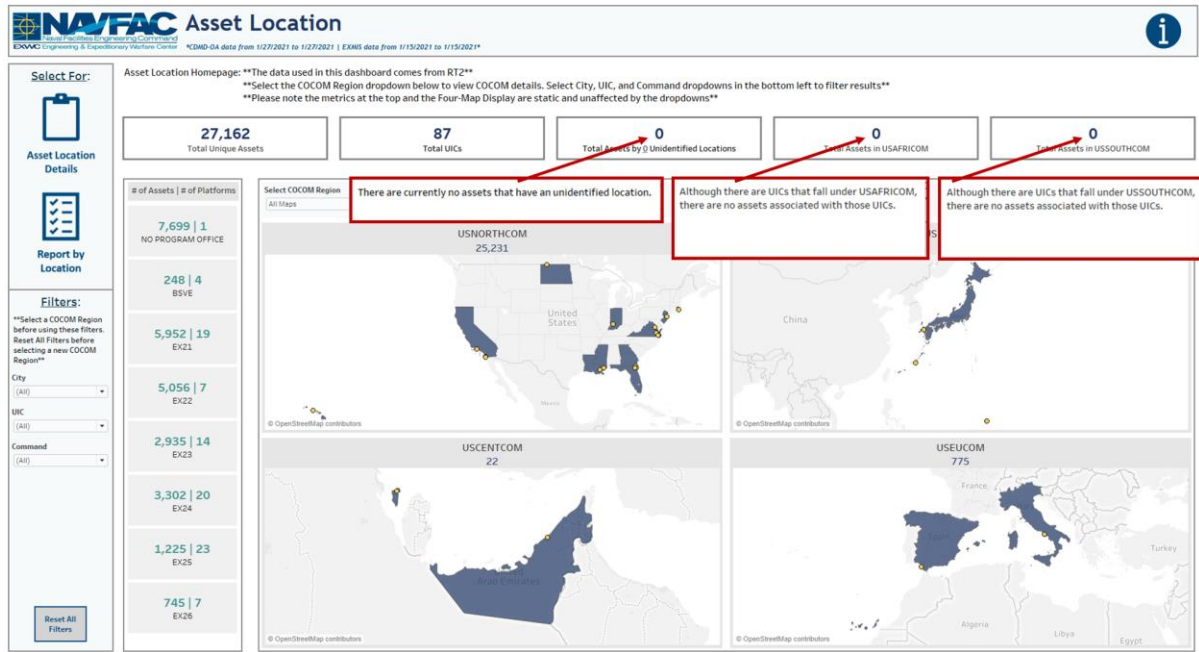 NAVFAC
Naval Facilities Engineering Command
EXWC Engineering & Expeditionary Warfare Center
Asset Location
*CDMD-OA data from 1/27/2021 to 1/27/2021 | EXMIS data from 1/15/2021 to 1/15/2021*
i
Select For:
Asset Location
Details
Report by
Location
Filters:
**Select a COCOM Region
before using these filters.
Reset All Filters before
selecting a new COCOM
Region**
City
(All)
UIC
(All)
Command
(All)
Reset All
Filters
Asset Location Homepage: **The data used in this dashboard comes from RT2**
**Select the COCOM Region dropdown below to view COCOM details. Select City, UIC, and Command dropdowns in the bottom left to filter results**
**Please note the metrics at the top and the Four-Map Display are static and unaffected by the dropdowns**
27,162
Total Unique Assets
87
Total UICs
0
Total Assets by 0 Unidentified Locations
0
Total Assets in USAFRICOM
0
Total Assets in USSOUTHCOM
There are currently no assets that have an unidentified location.
Although there are UICs that fall under USAFRICOM,
there are no assets associated with those UICs.
Although there are UICs that fall under USSOUTHCOM,
there are no assets associated with those UICs.
# of Assets | # of Platforms
7,699 | 1
NO PROGRAM OFFICE
248 | 4
BSVE
5,952 | 19
EX21
5,056 | 7
EX22
2,935 | 14
EX23
3,302 | 20
EX24
1,225 | 23
EX25
745 | 7
EX26
Select COCOM Region
All Maps
USNORTHCOM
25,231
United
States
Mexico
© OpenStreetMap contributors
US
China
© OpenStreetMap contributors
USCENTCOM
22
Arab Emirates
© OpenStreetMap contributors
USEUCOM
775
France
Spain
Turkey
Algeria
Libya
Egypt
© OpenStreetMap contributors